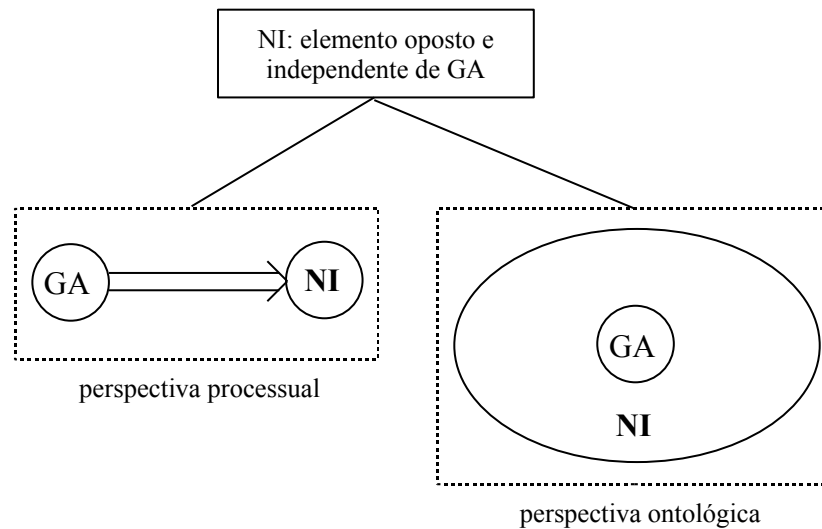 NI: elemento oposto e
independente de GA
GA
NI
perspectiva processual
GA
NI
perspectiva ontológica